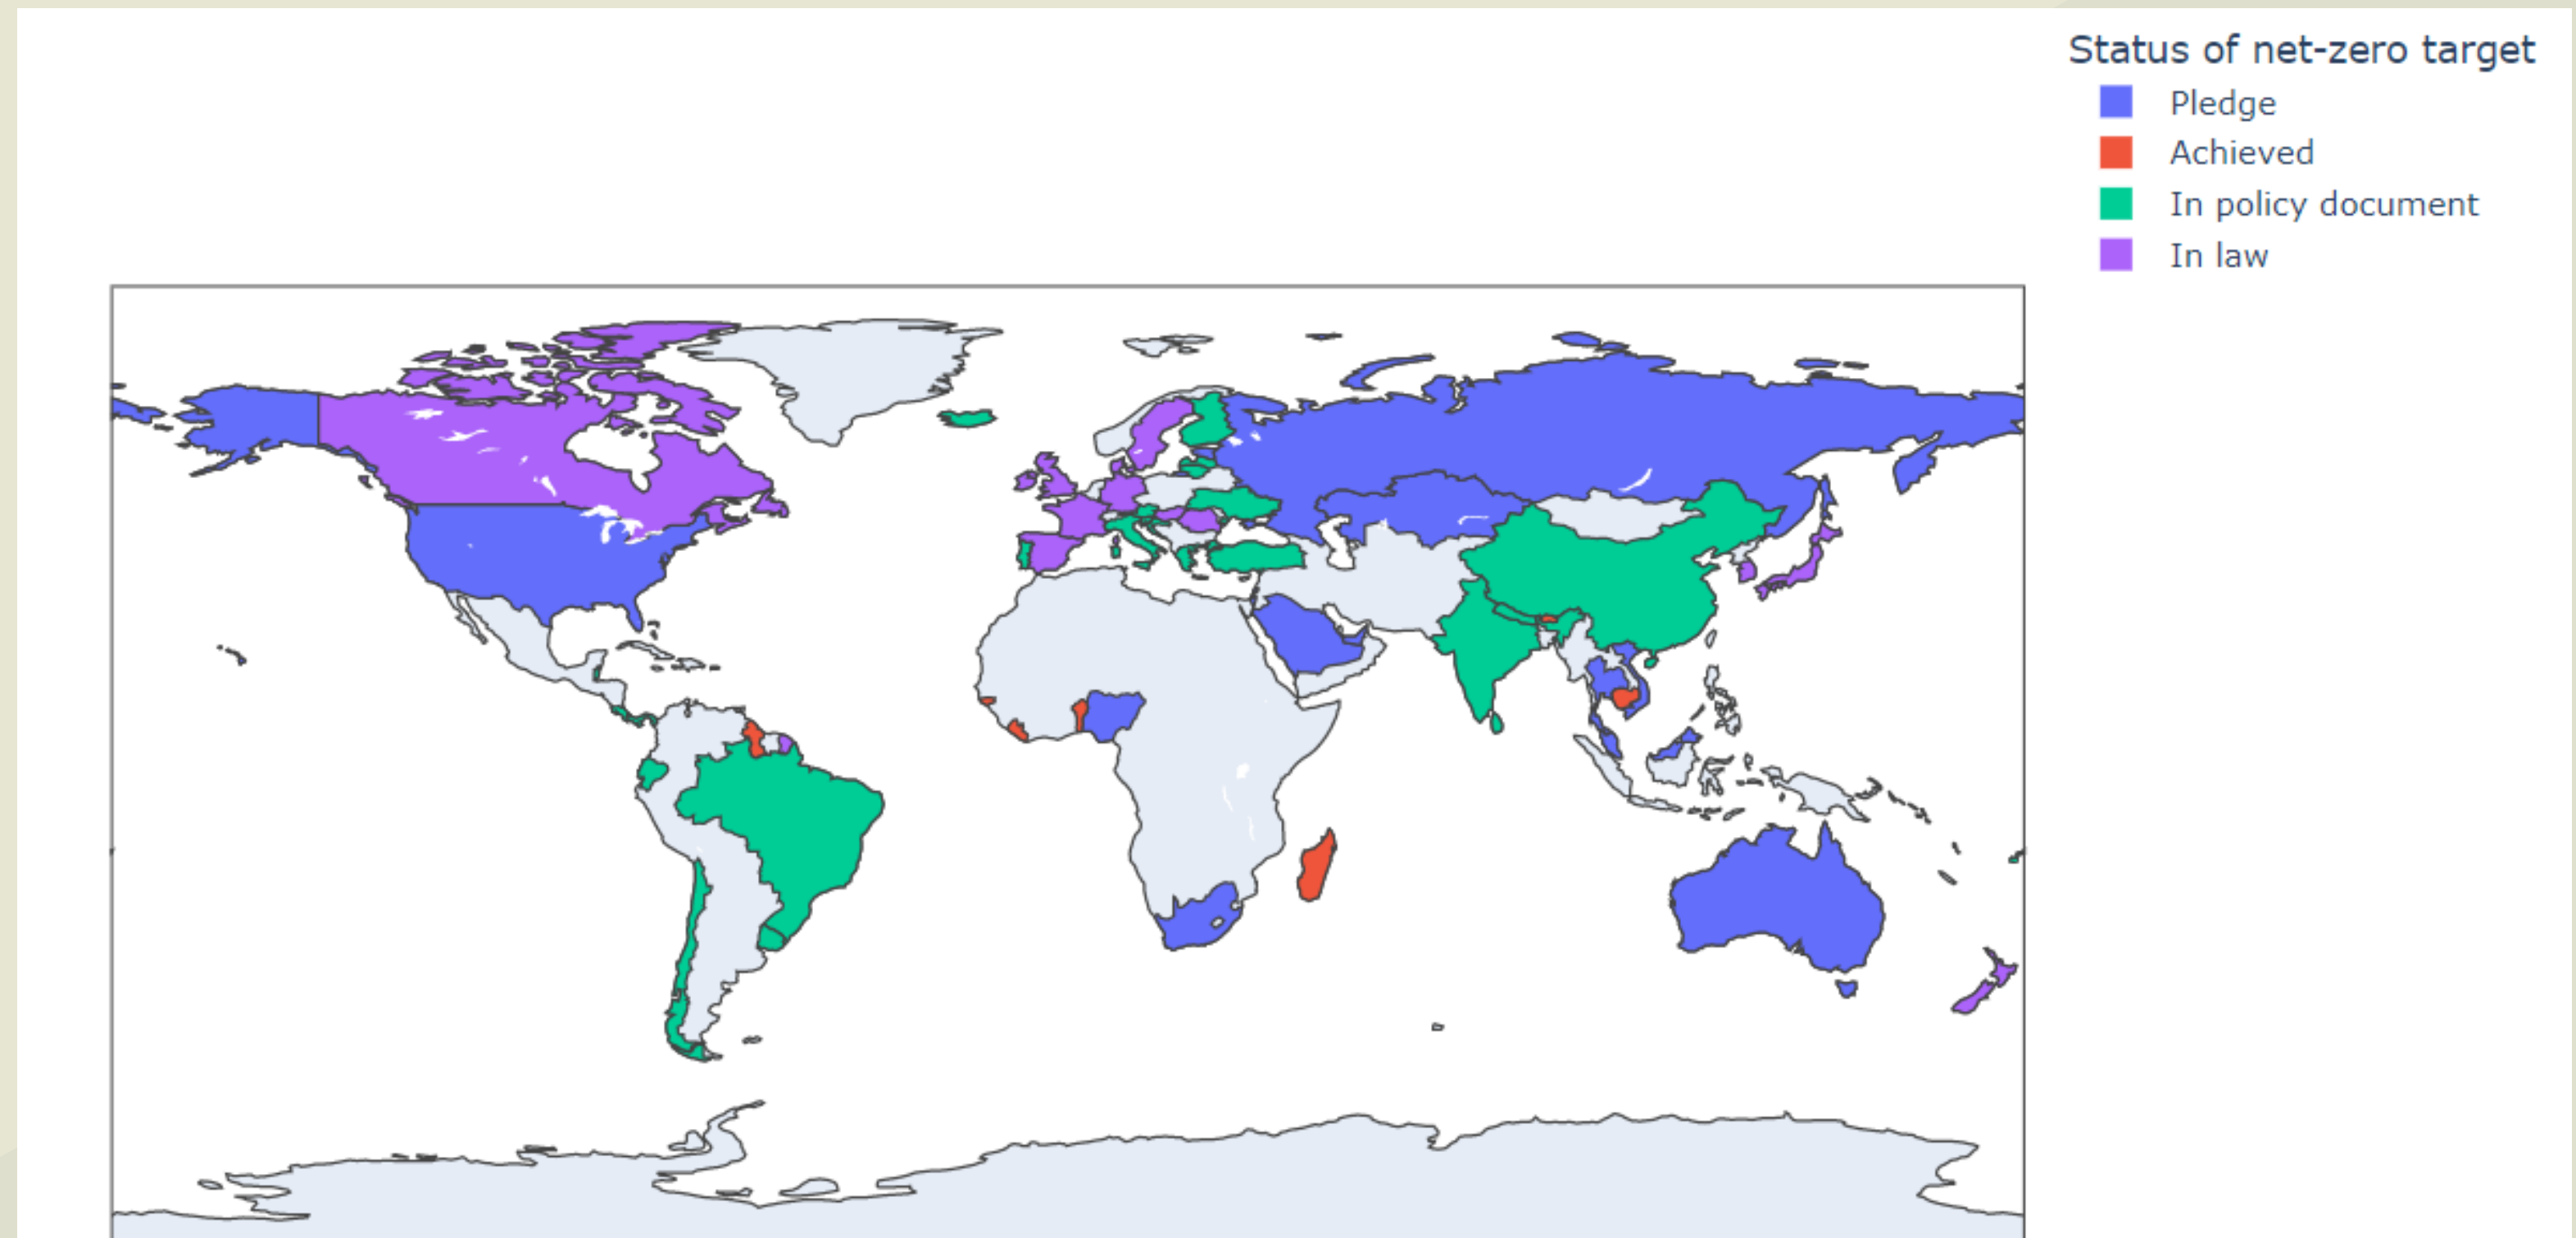 Status of net-zero target
Pledge
Achieved
In policy document
In law